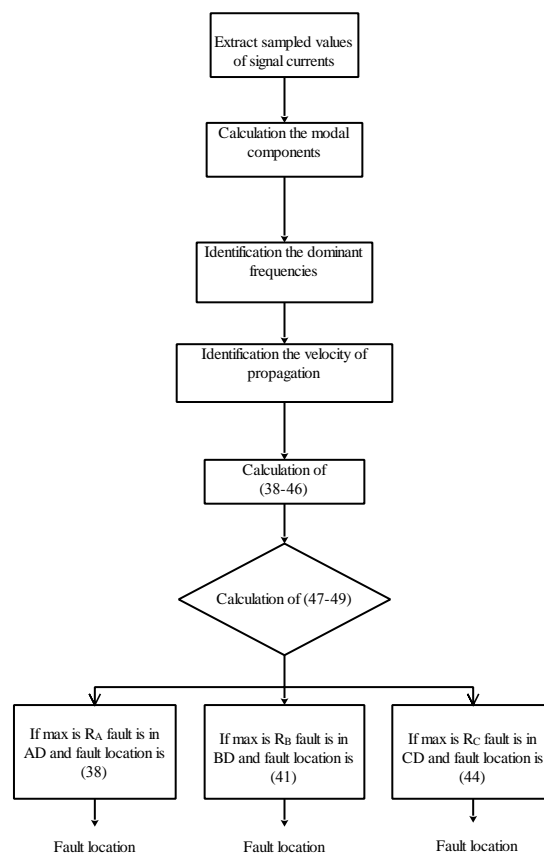 Extract sampled values
of signal currents
Calculation the modal
components
Identification the dominant
frequencies
Identification the velocity of
propagation
Calculation of
(38-46)
Calculation of (47-49)
If max is RA fault is in
AD and fault location is
(38)
If max is RB fault is in
BD and fault location is
(41)
If max is RC fault is in
CD and fault location is
(44)
Fault location
Fault location
Fault location